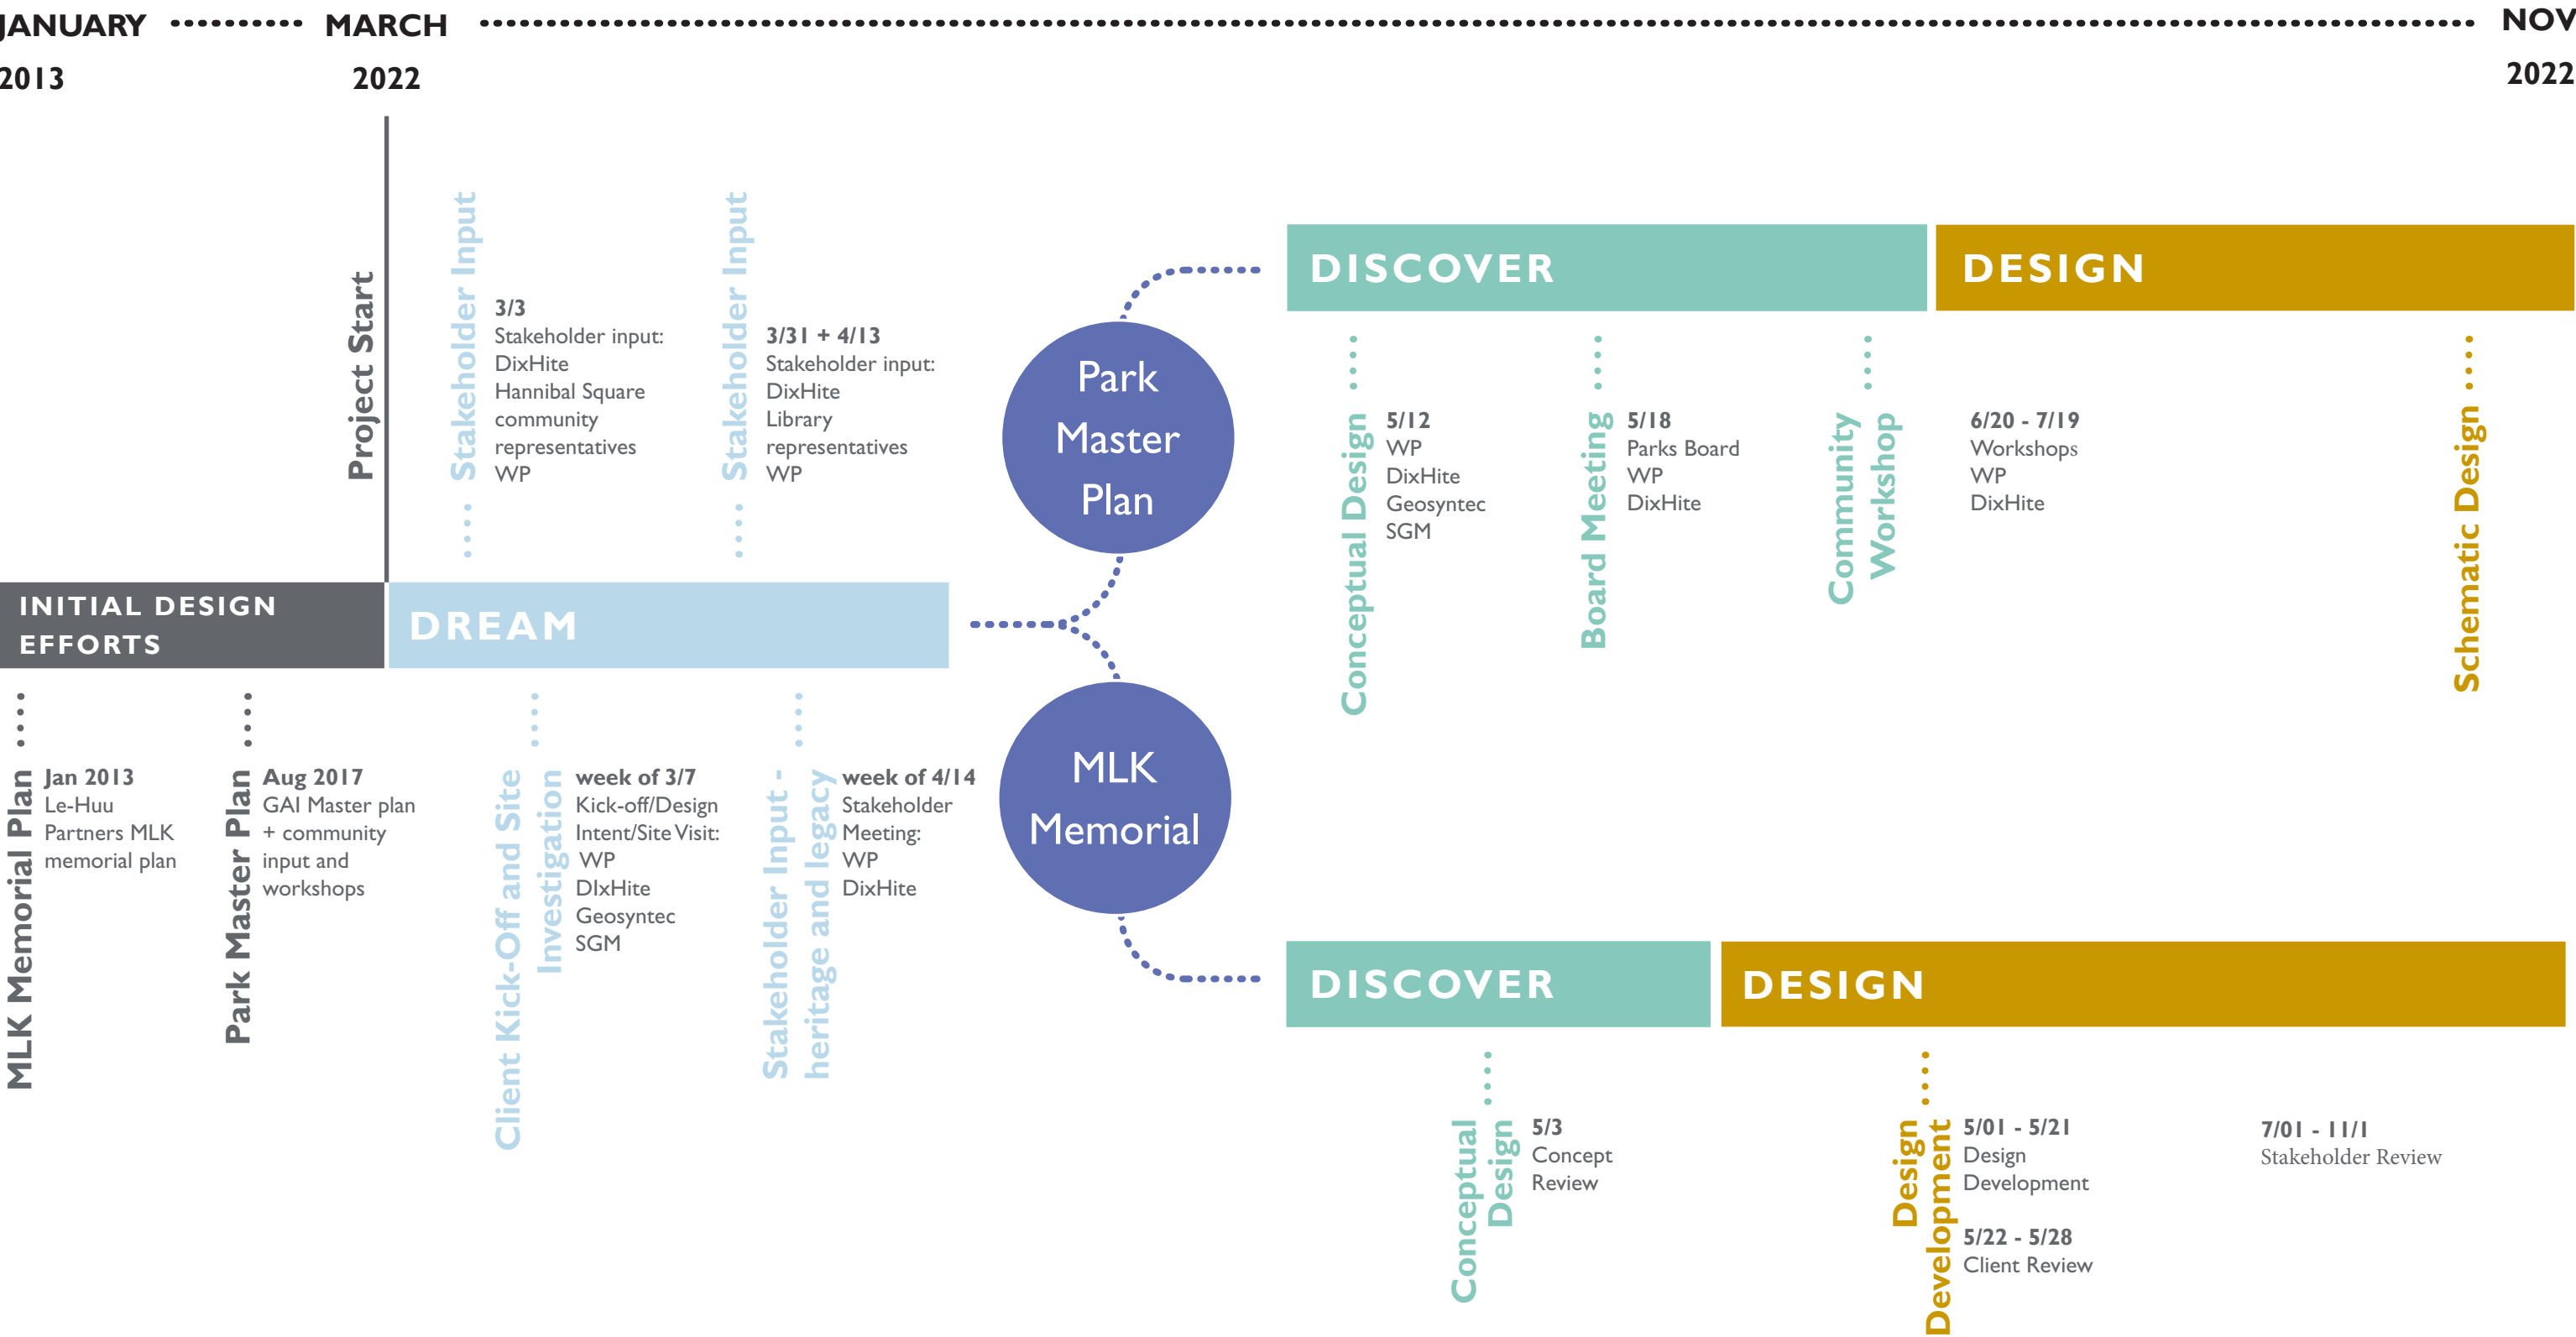 JANUARY
2013
MARCH
2022
NOV
2022
Project Start
Stakeholder Input
3/3
Stakeholder input:
DixHite
Hannibal Square
community
representatives
WP
Stakeholder Input
3/31 + 4/13
Stakeholder input:
DixHite
Library
representatives
WP
INITIAL DESIGN
EFFORTS
DREAM
MLK Memorial Plan
Jan 2013
Le-Huu
Partners MLK
memorial plan
Park Master Plan
Aug 2017
GAI Master plan
+ community
input and
workshops
Client Kick-Off and Site
Investigation
week of 3/7
Kick-off/Design
Intent/Site Visit:
WP
DIxHite
Geosyntec
SGM
Stakeholder Input -
heritage and legacy
week of 4/14
Stakeholder
Meeting:
WP
DixHite
Park
Master
Plan
MLK
Memorial
DISCOVER
DESIGN
Conceptual Design
5/12
WP
DixHite
Geosyntec
SGM
Board Meeting
5/18
Parks Board
WP
DixHite
Community
Workshop
6/20 - 7/19
Workshops
WP
DixHite
Schematic Design
DISCOVER
DESIGN
Conceptual
Design
5/3
Concept
Review
Design
Development
5/01 - 5/21
Design
Development
5/22 - 5/28
Client Review
7/01 - 11/1
Stakeholder Review